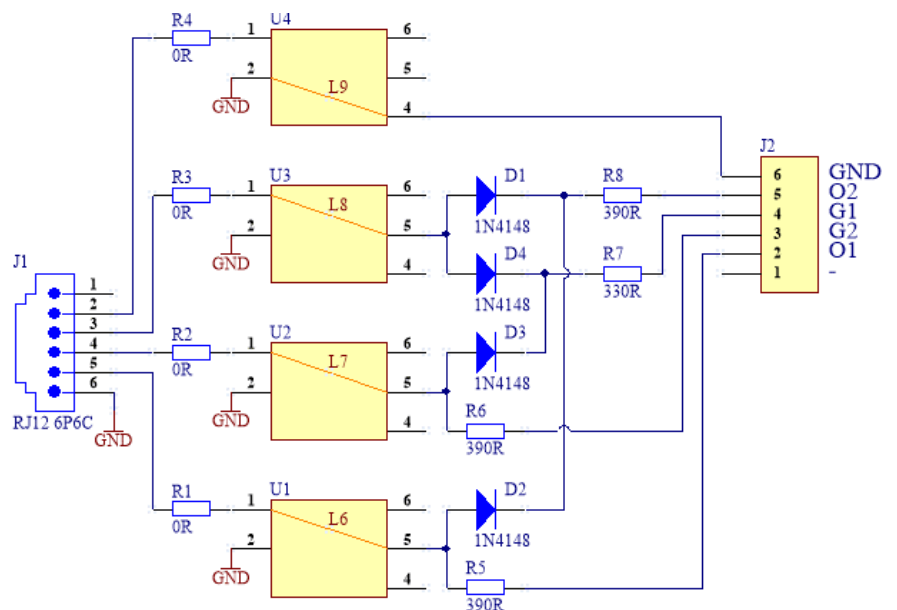 R4
0R
1
U4
6
2
GND
L9
5
4
R3
0R
1
U3
6
2
GND
L8
5
4
D1
1N4148
D4
1N4148
R8
390R
R7
330R
J2
6
GND
5
O2
4
G1
3
G2
2
O1
1
-
J1
1
2
3
4
5
6
RJ12 6P6C
GND
R2
0R
1
U2
6
2
GND
L7
5
4
D3
1N4148
R6
390R
R1
0R
1
U1
6
2
GND
L6
5
4
D2
1N4148
R5
390R